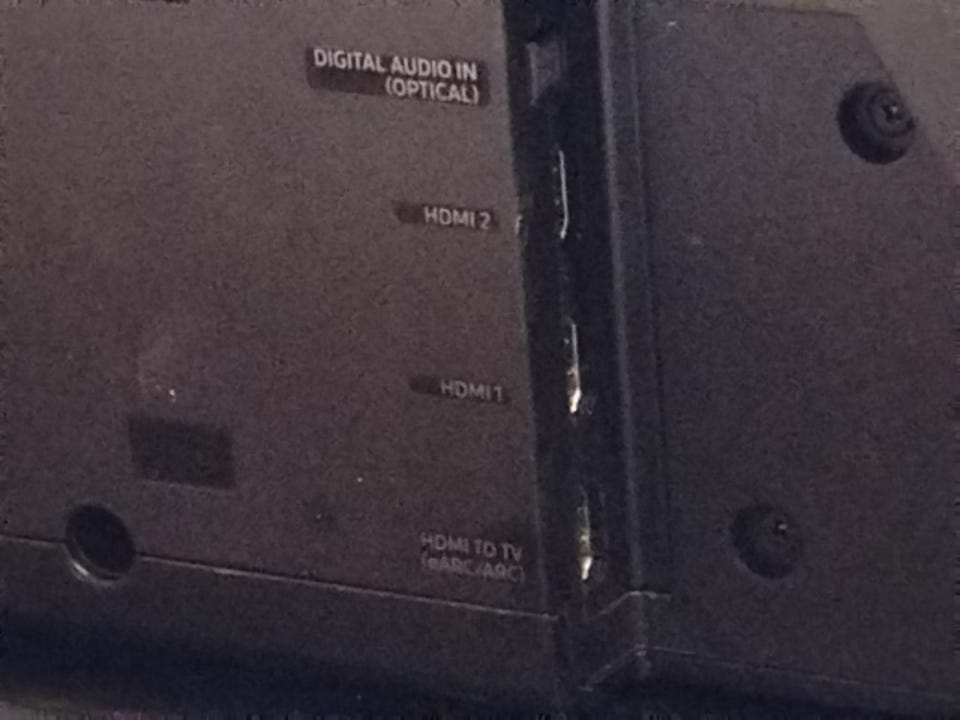 DIGITAL AUDIO IN
(OPTICAL)
HDMI 2
HDMI 1
HDMI TO TV
(eARC/ARC)